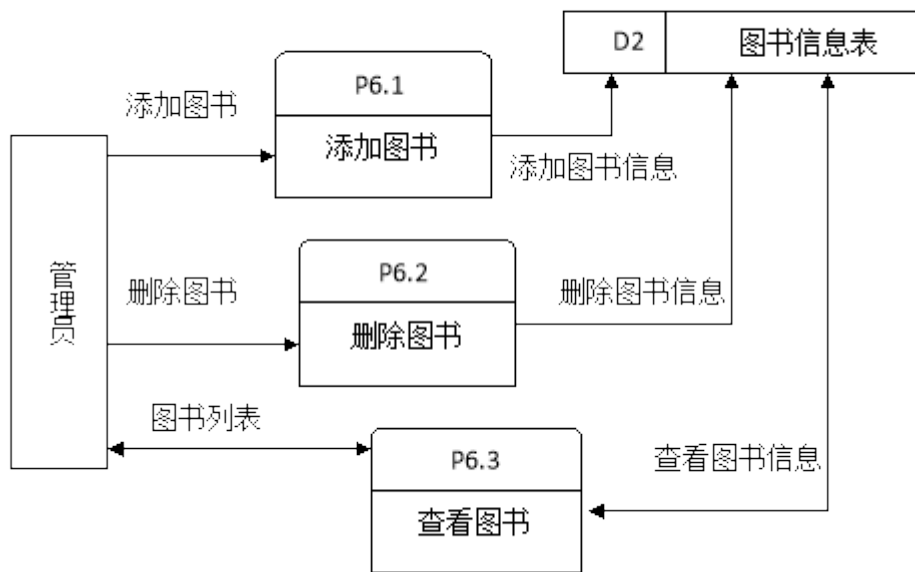 D2 图书信息表
P6.1
添加图书
添加图书
添加图书信息
管理员
P6.2
删除图书
删除图书
删除图书信息
图书列表
P6.3
查看图书
查看图书信息